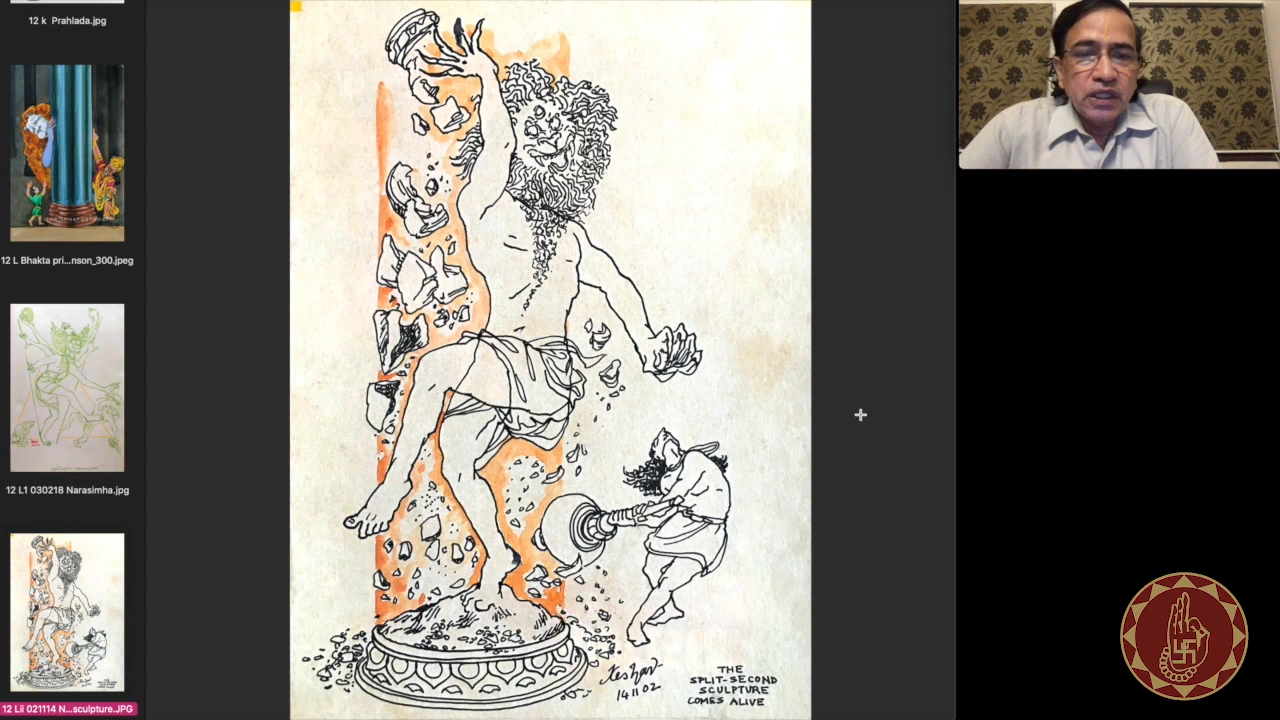 12 k Prahlada.jpg
12 L Bhakta pri...nson_300.jpeg
12 L1 030218 Narasimha.jpg
12 Lii 021114 N...sculpture.JPG
Keshav
14 11 02
THE
SPLIT-SECOND
SCULPTURE
COMES ALIVE